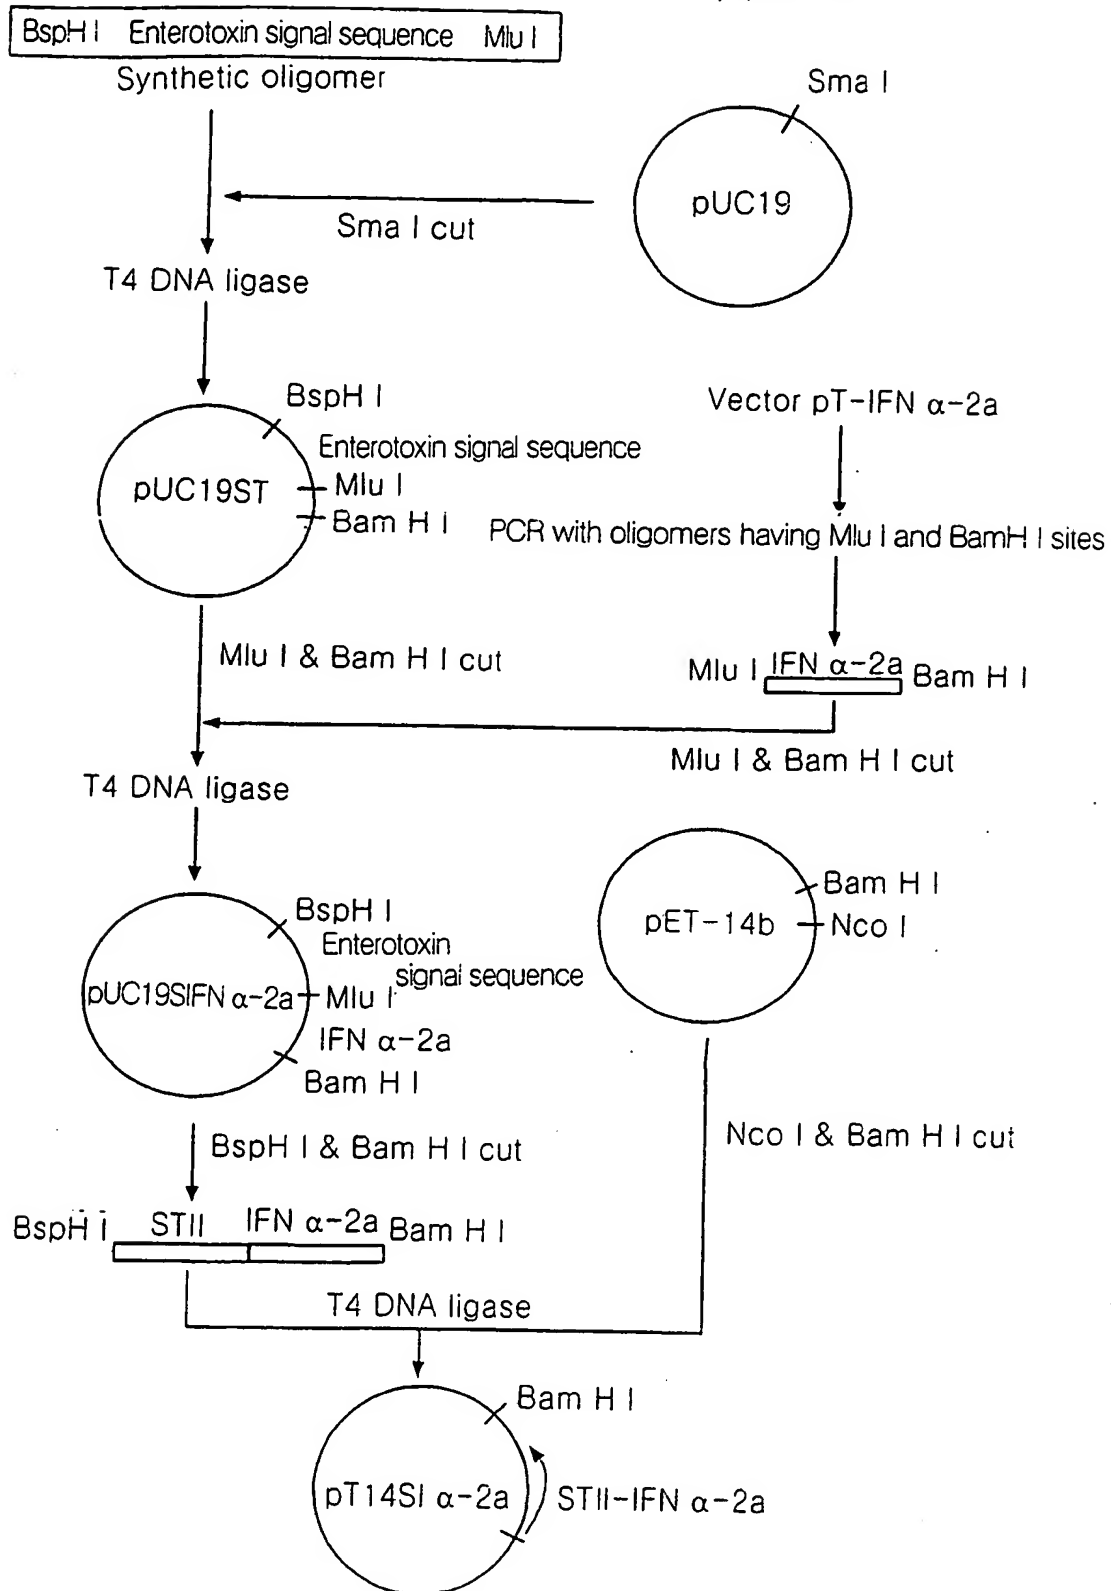 BspH I Enterotoxin signal sequence Mlu I
Synthetic oligomer
Sma I
pUC19
Sma I cut
T4 DNA ligase
BspH I
Enterotoxin signal sequence
pUC19ST
Mlu I
Bam H I
Vector pT-IFN α-2a
PCR with oligomers having Mlu I and BamH I sites
Mlu I & Bam H I cut
Mlu I IFN α-2a Bam H I
Mlu I & Bam H I cut
T4 DNA ligase
BspH I
Enterotoxin
signal sequence
pUC19SIFN α-2a
Mlu I
IFN α-2a
Bam H I
Bam H I
pET-14b
Nco I
BspH I & Bam H I cut
Nco I & Bam H I cut
BspH I STII IFN α-2a Bam H I
T4 DNA ligase
Bam H I
pT14SI α-2a
STII-IFN α-2a